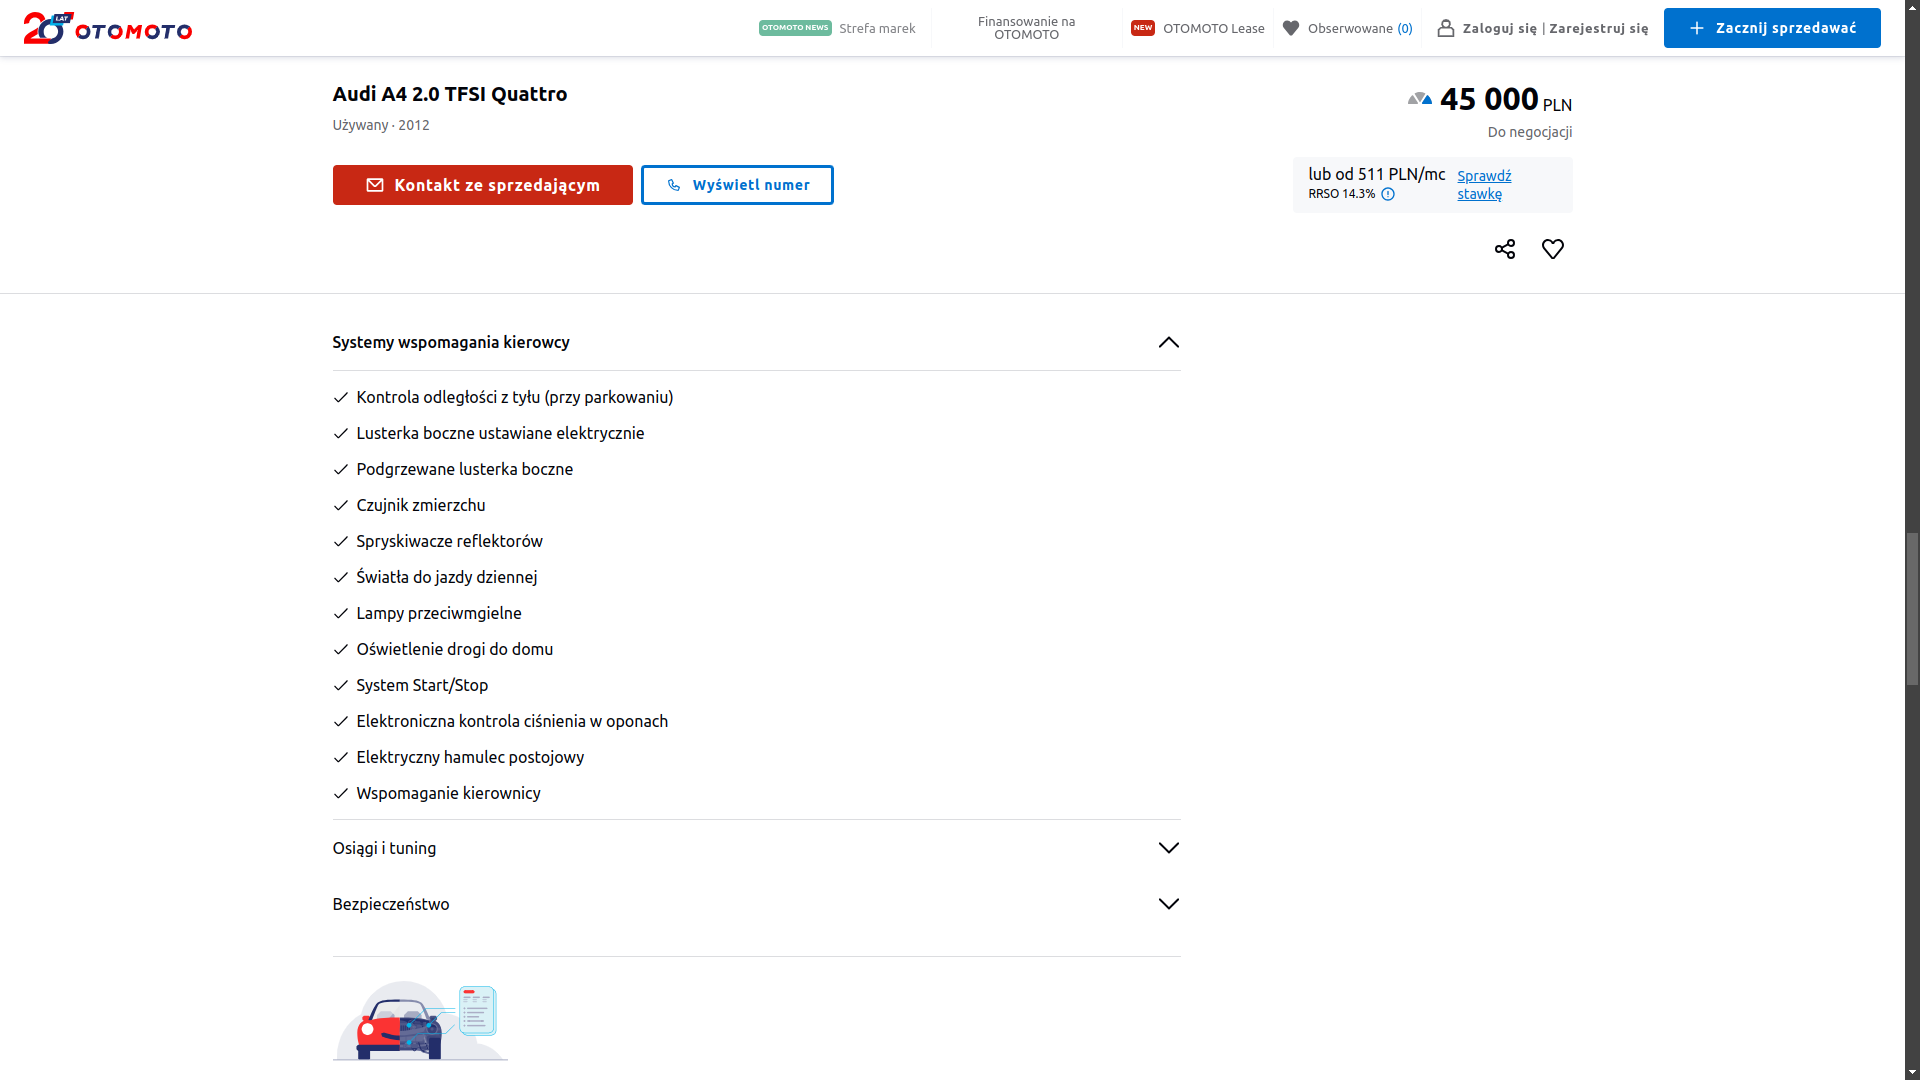 20 LAT OTOMOTO
OTOMOTO NEWS Strefa marek
Finansowanie na
OTOMOTO
NEW OTOMOTO Lease
Obserwowane (0)
Zaloguj się | Zarejestruj się
Zacznij sprzedawać
Audi A4 2.0 TFSI Quattro
Używany · 2012
45 000 PLN
Do negocjacji
Kontakt ze sprzedającym
Wyświetl numer
lub od 511 PLN/mc
RRSO 14.3%
Sprawdź
stawkę
Systemy wspomagania kierowcy
Kontrola odległości z tyłu (przy parkowaniu)
Lusterka boczne ustawiane elektrycznie
Podgrzewane lusterka boczne
Czujnik zmierzchu
Spryskiwacze reflektorów
Światła do jazdy dziennej
Lampy przeciwmgielne
Oświetlenie drogi do domu
System Start/Stop
Elektroniczna kontrola ciśnienia w oponach
Elektryczny hamulec postojowy
Wspomaganie kierownicy
Osiągi i tuning
Bezpieczeństwo